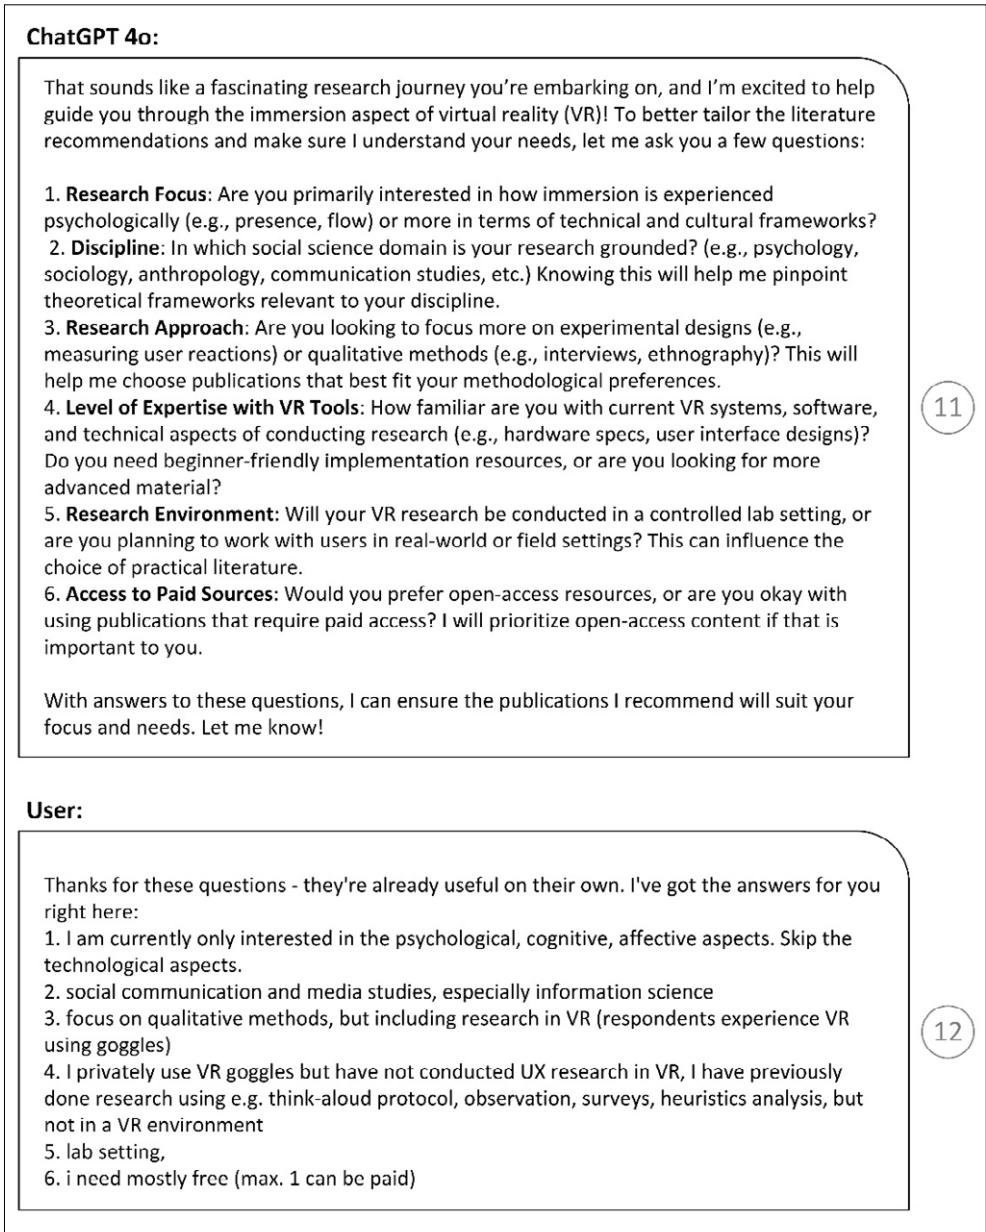 ChatGPT 4o:
That sounds like a fascinating research journey you're embarking on, and I'm excited to help
guide you through the immersion aspect of virtual reality (VR)! To better tailor the literature
recommendations and make sure I understand your needs, let me ask you a few questions:
1. Research Focus: Are you primarily interested in how immersion is experienced
psychologically (e.g., presence, flow) or more in terms of technical and cultural frameworks?
2. Discipline: In which social science domain is your research grounded? (e.g., psychology,
sociology, anthropology, communication studies, etc.) Knowing this will help me pinpoint
theoretical frameworks relevant to your discipline.
3. Research Approach: Are you looking to focus more on experimental designs (e.g.,
measuring user reactions) or qualitative methods (e.g., interviews, ethnography)? This will
help me choose publications that best fit your methodological preferences.
4. Level of Expertise with VR Tools: How familiar are you with current VR systems, software,
and technical aspects of conducting research (e.g., hardware specs, user interface designs)?
Do you need beginner-friendly implementation resources, or are you looking for more
advanced material?
5. Research Environment: Will your VR research be conducted in a controlled lab setting, or
are you planning to work with users in real-world or field settings? This can influence the
choice of practical literature.
6. Access to Paid Sources: Would you prefer open-access resources, or are you okay with
using publications that require paid access? I will prioritize open-access content if that is
important to you.
With answers to these questions, I can ensure the publications I recommend will suit your
focus and needs. Let me know!
11
User:
Thanks for these questions - they're already useful on their own. I've got the answers for you
right here:
1. I am currently only interested in the psychological, cognitive, affective aspects. Skip the
technological aspects.
2. social communication and media studies, especially information science
3. focus on qualitative methods, but including research in VR (respondents experience VR
using goggles)
4. I privately use VR goggles but have not conducted UX research in VR, I have previously
done research using e.g. think-aloud protocol, observation, surveys, heuristics analysis, but
not in a VR environment
5. lab setting,
6. i need mostly free (max. 1 can be paid)
12